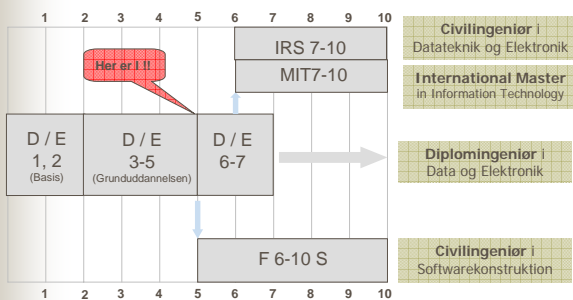 1 2 3 4 5 6 7 8 9 10
IRS 7-10
MIT7-10
Civilingeniør i
Datateknik og Elektronik
International Master
in Information Technology
Her er I !!
D / E
1, 2
(Basis)
D / E
3-5
(Grunduddannelsen)
D / E
6-7
Diplomingeniør i
Data og Elektronik
F 6-10 S
Civilingeniør i
Softwarekonstruktion
1 2 3 4 5 6 7 8 9 10